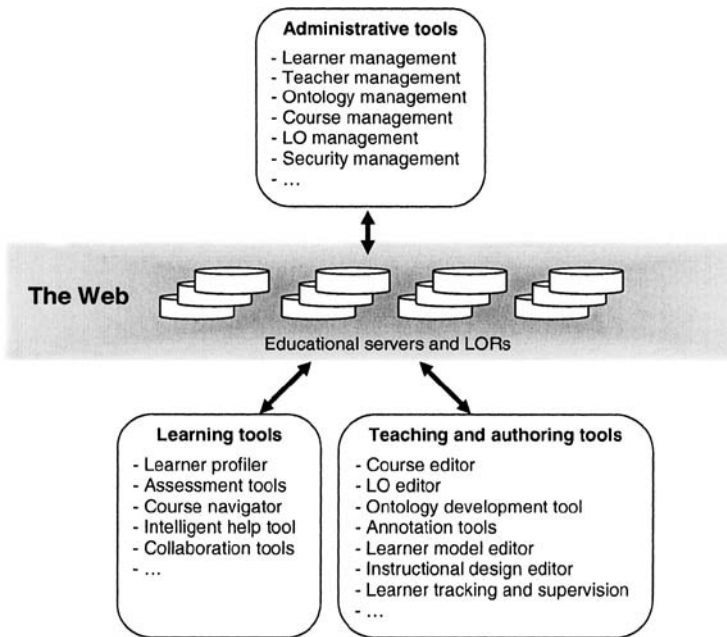 Administrative tools
- Learner management
- Teacher management
- Ontology management
- Course management
- LO management
- Security management
- ...
The Web
Educational servers and LORs
Learning tools
- Learner profiler
- Assessment tools
- Course navigator
- Intelligent help tool
- Collaboration tools
- ...
Teaching and authoring tools
- Course editor
- LO editor
- Ontology development tool
- Annotation tools
- Learner model editor
- Instructional design editor
- Learner tracking and supervision
- ...